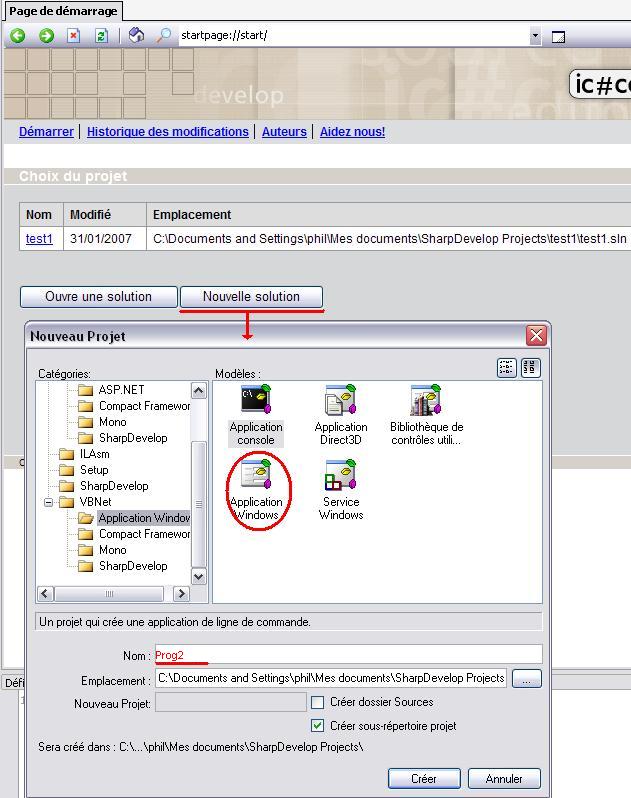 Page de démarrage
startpage://start/
develop
source
ic#co
ic#c
Démarrer Historique des modifications Auteurs Aidez nous!
Choix du projet
Nom Modifié Emplacement
test1 31/01/2007 C:\Documents and Settings\phil\Mes documents\SharpDevelop Projects\test1\test1.sln
Ouvre une solution Nouvelle solution
Nouveau Projet
Catégories: Modèles :
ASP.NET
Compact Framewor
Mono
SharpDevelop
ILAsm
Setup
SharpDevelop
VBNet
Application Window
Compact Framewor
Mono
SharpDevelop
Application console
Application Direct3D
Bibliothèque de contrôles utili...
Application Windows
Service Windows
Un projet qui crée une application de ligne de commande.
Nom : Prog2
Emplacement : C:\Documents and Settings\phil\Mes documents\SharpDevelop Projects ...
Nouveau Projet: Créer dossier Sources
Créer sous-répertoire projet
Sera créé dans : C:\...\phil\Mes documents\SharpDevelop Projects\
Défi
Créer Annuler